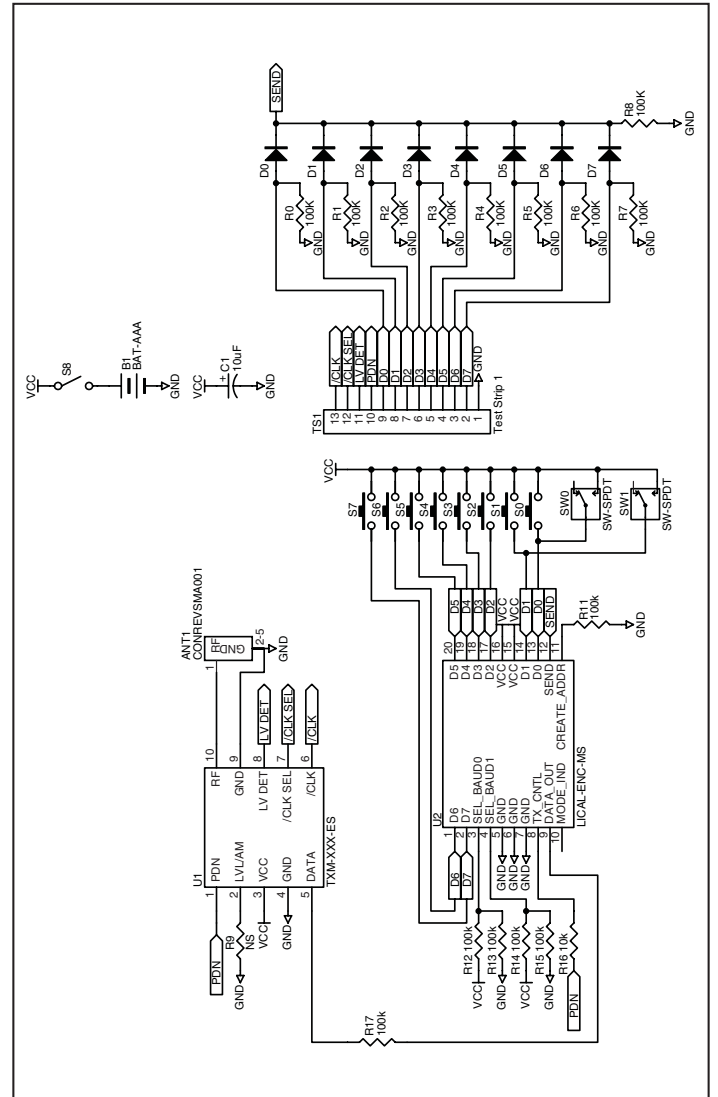 VCC
S8
B1
BAT-AAA
GND
VCC
+
C1
10uF
GND
SEND
D0
D1
D2
D3
D4
D5
D6
D7
R0
100K
GND
R1
100K
GND
R2
100K
GND
R3
100K
GND
R4
100K
GND
R5
100K
GND
R6
100K
GND
R7
100K
GND
R8
100K
GND
TS1
13
12
11
10
9
8
7
6
5
4
3
2
1
/CLK
/CLK SEL
LV DET
PDN
D0
D1
D2
D3
D4
D5
D6
D7
GND
Test Strip 1
ANT1
CONREVSMA001
RF
GND
1
2-5
GND
U1
PDN
LVL/AM
VCC
GND
DATA
1
2
3
4
5
RF
GND
LV DET
/CLK SEL
/CLK
10
9
8
7
6
TXM-XXX-ES
LV DET
/CLK SEL
/CLK
PDN
R9
NS
GND
VCC
GND
R17
100k
VCC
S7
S6
S5
S4
S3
S2
S1
S0
SW0
SW-SPDT
SW1
SW-SPDT
D5
D4
D3
D2
VCC
VCC
D1
D0
SEND
20
19
18
17
16
15
14
13
12
11
D5
D4
D3
D2
VCC
VCC
D1
D0
SEND
CREATE_ADDR
R11
100k
GND
U2
D6
D7
SEL_BAUD0
SEL_BAUD1
GND
GND
GND
TX_CNTL
DATA_OUT
MODE_IND
LICAL-ENC-MS
1
2
3
4
5
6
7
8
9
10
D6
D7
GND
GND
GND
R12 100k
VCC
R13 100k
GND
R14 100k
VCC
R15 100k
GND
R16 10k
PDN